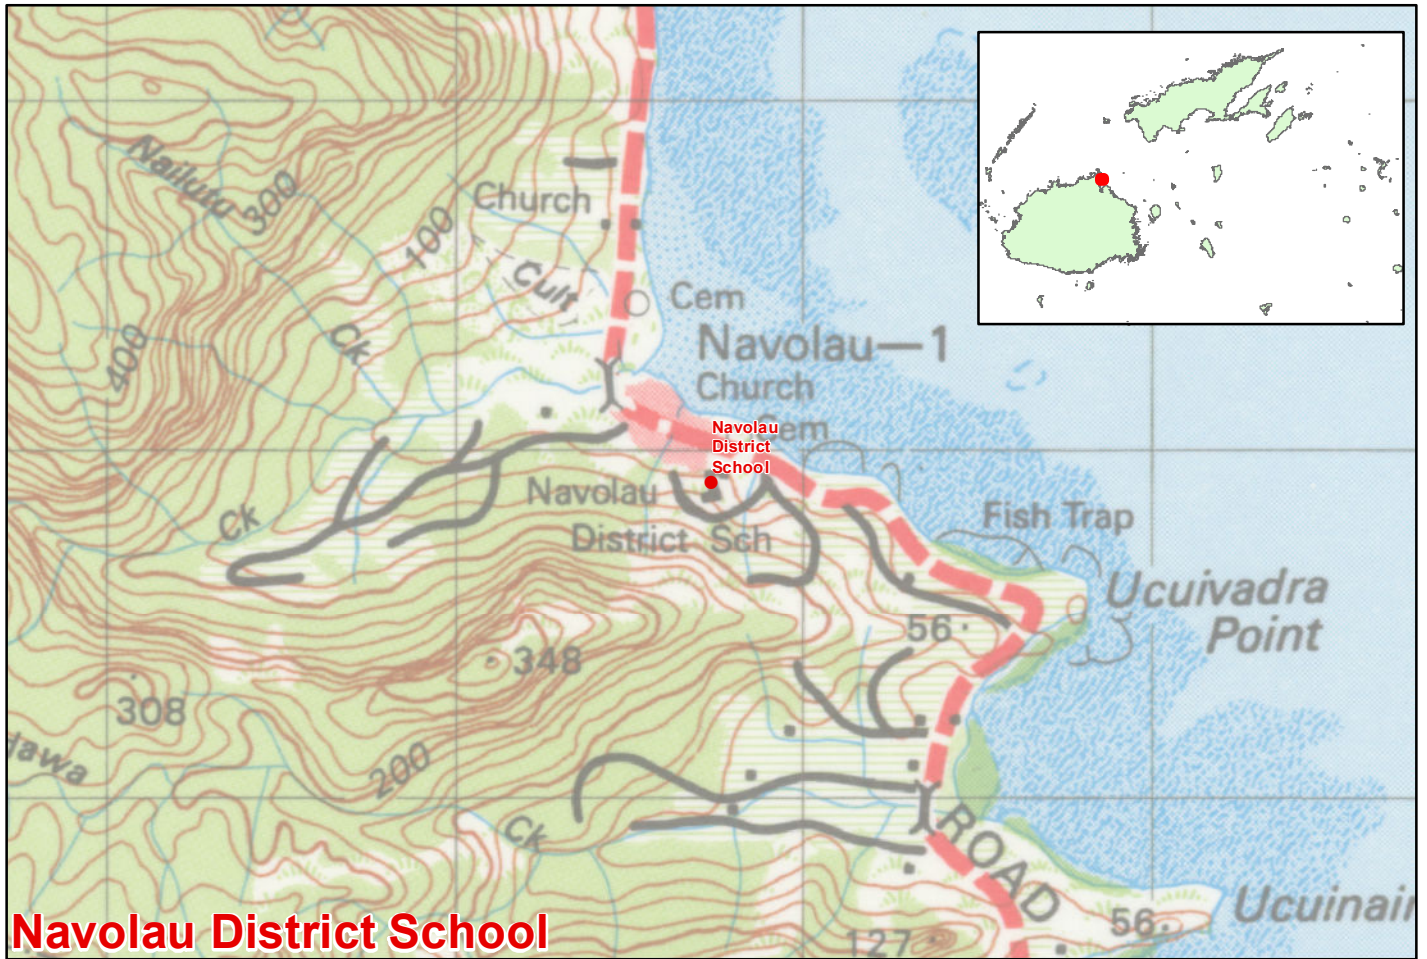 Nailutu
300
Church
100
Cult
Cem
Ck
400
Navolau—1
Church
Cem
Navolau
District
School
Navolau
District Sch
Ck
Fish Trap
Ucuivadra
Point
56
348
308
200
Ck
ROAD
56
127
Navolau District School